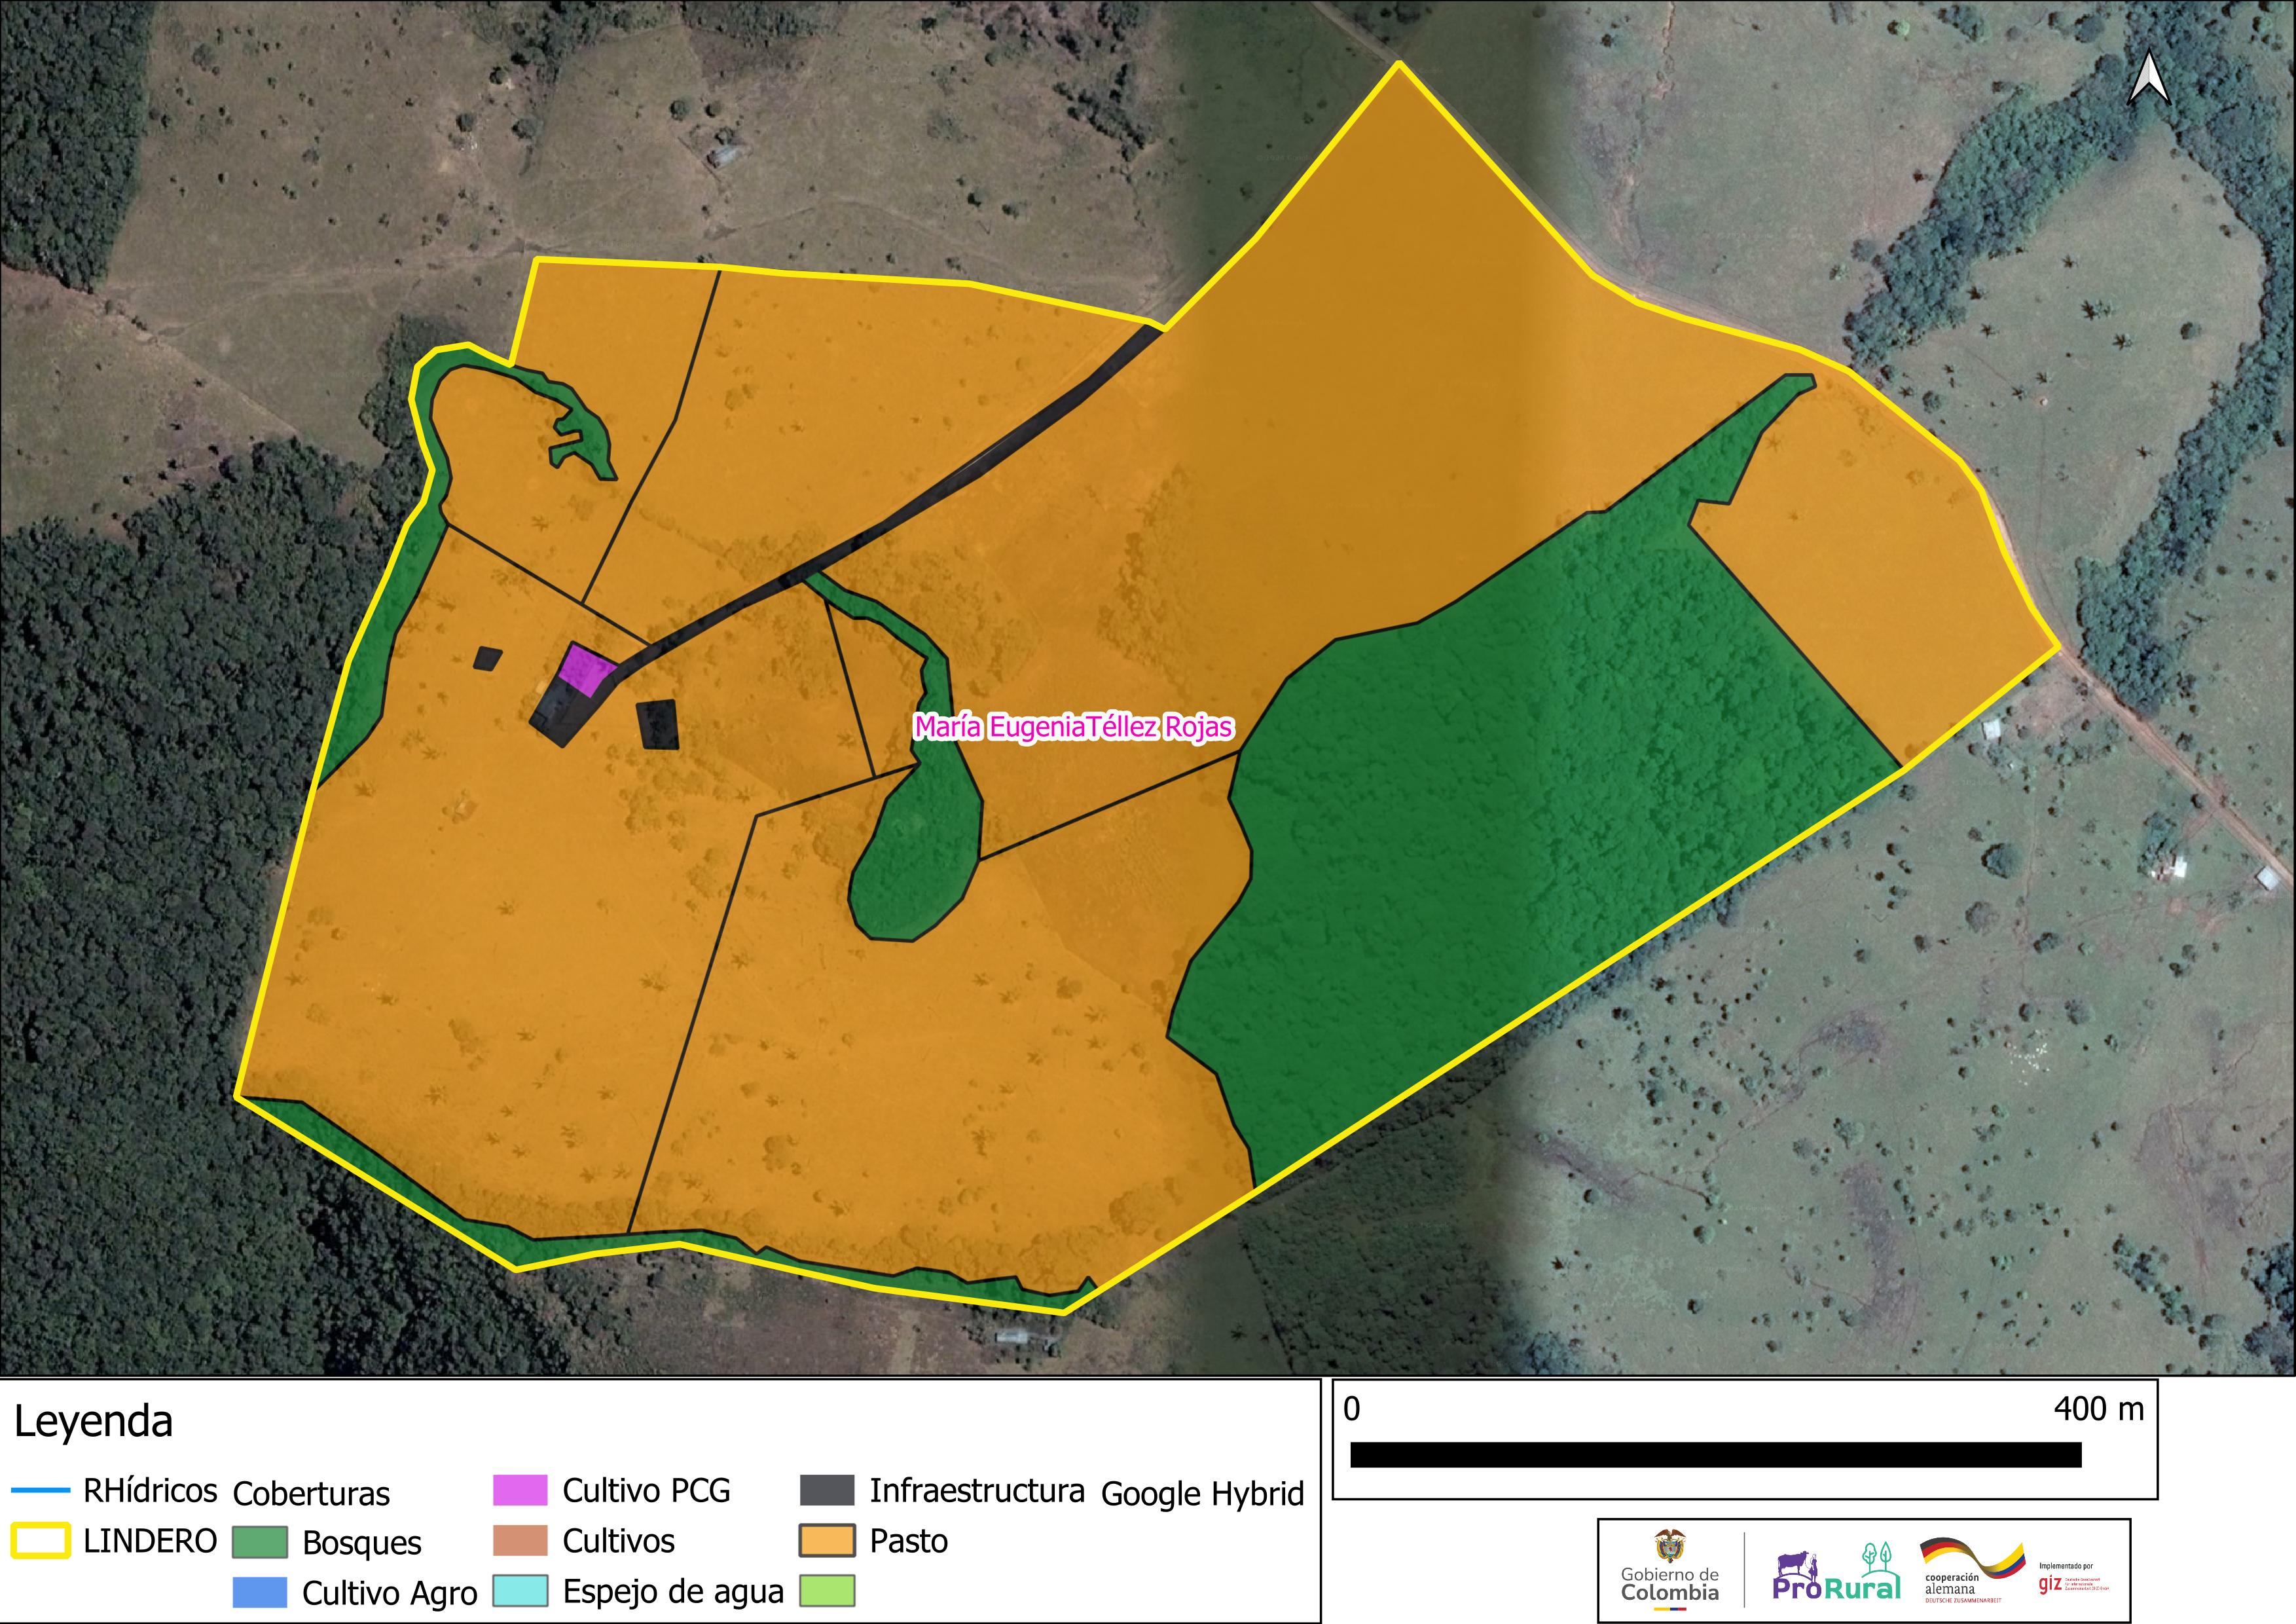 María EugeniaTéllez Rojas
Leyenda
RHídricos
LINDERO
Coberturas
Bosques
Cultivo Agro
Cultivo PCG
Cultivos
Espejo de agua
Infraestructura
Pasto
Google Hybrid
0 400 m
Gobierno de
Colombia
ProRural
cooperación
alemana
DEUTSCHE ZUSAMMENARBEIT
Implementado por
giz